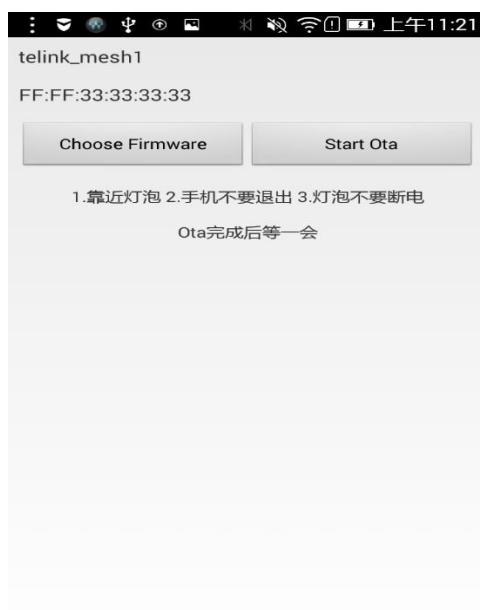 上午11:21
telink_mesh1
FF:FF:33:33:33:33
Choose Firmware
Start Ota
1.靠近灯泡 2.手机不要退出 3.灯泡不要断电
Ota完成后等一会